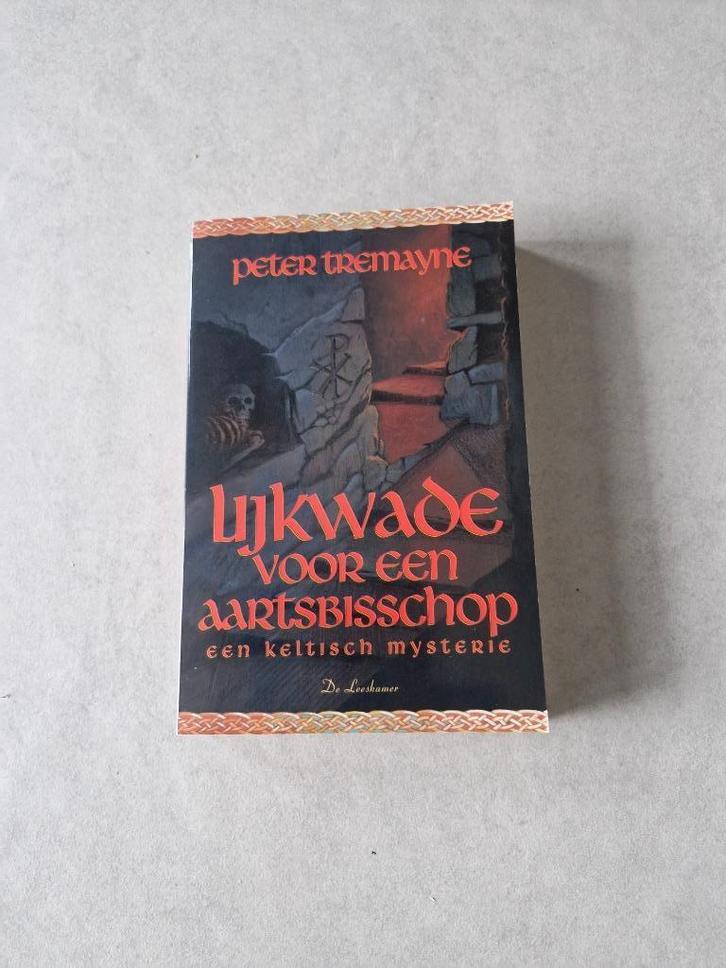 Peter Tremayne
Lijkwade
voor een
aartsbisschop
een keltisch mysterie
De Leeskamer